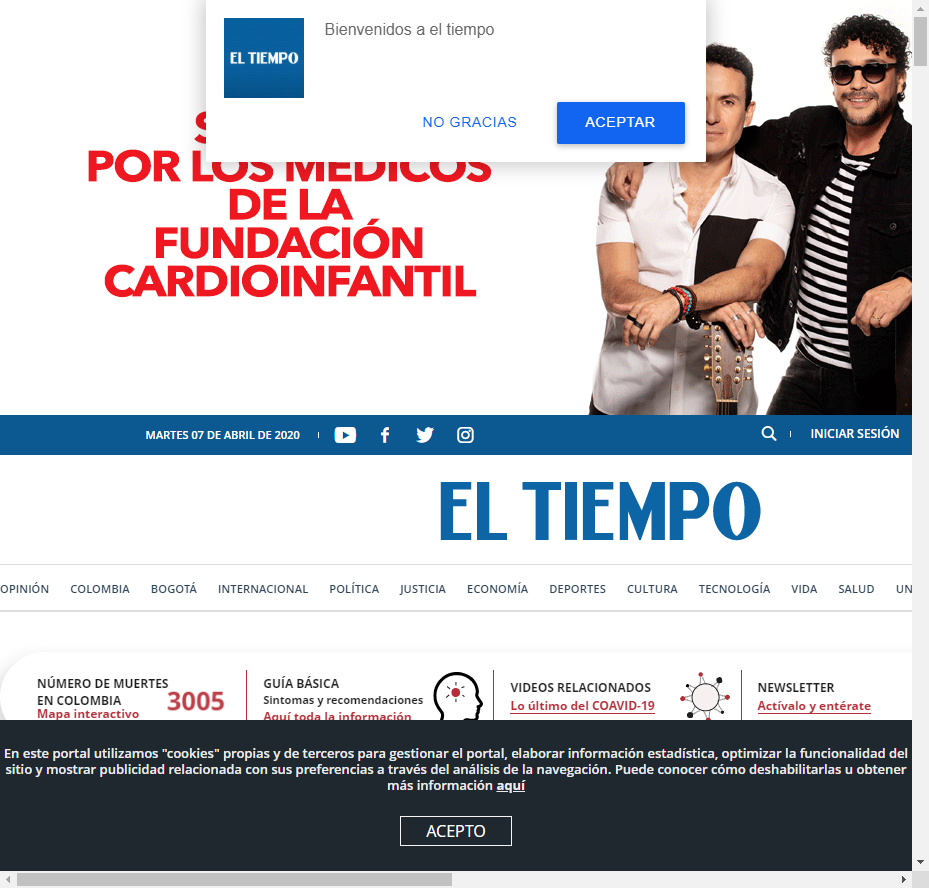 EL TIEMPO
Bienvenidos a el tiempo
NO GRACIAS
ACEPTAR
POR LOS MÉDICOS
DE LA
FUNDACIÓN
CARDIOINFANTIL
MARTES 07 DE ABRIL DE 2020
INICIAR SESIÓN
EL TIEMPO
OPINIÓN COLOMBIA BOGOTÁ INTERNACIONAL POLÍTICA JUSTICIA ECONOMÍA DEPORTES CULTURA TECNOLOGÍA VIDA SALUD UN
NÚMERO DE MUERTES
EN COLOMBIA
Mapa interactivo
3005
GUÍA BÁSICA
Sintomas y recomendaciones
Aquí toda la información
VIDEOS RELACIONADOS
Lo último del COAVID-19
NEWSLETTER
Actívalo y entérate
En este portal utilizamos "cookies" propias y de terceros para gestionar el portal, elaborar información estadística, optimizar la funcionalidad del
sitio y mostrar publicidad relacionada con sus preferencias a través del análisis de la navegación. Puede conocer cómo deshabilitarlas u obtener
más información aquí
ACEPTO